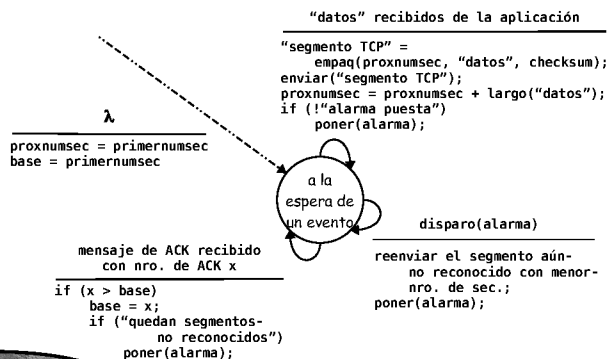 “datos” recibidos de la aplicación
“segmento TCP” =
empaq(proxnumsec, “datos”, checksum);
enviar(“segmento TCP”);
proxnumsec = proxnumsec + largo(“datos”);
if (!“alarma puesta”)
poner(alarma);
λ
proxnumsec = primernumsec
base = primernumsec
a la
espera de
un evento
disparo(alarma)
reenviar el segmento aún-
no reconocido con menor-
nro. de sec.;
poner(alarma);
mensaje de ACK recibido
con nro. de ACK x
if (x > base)
base = x;
if (“quedan segmentos-
no reconocidos”)
poner(alarma);